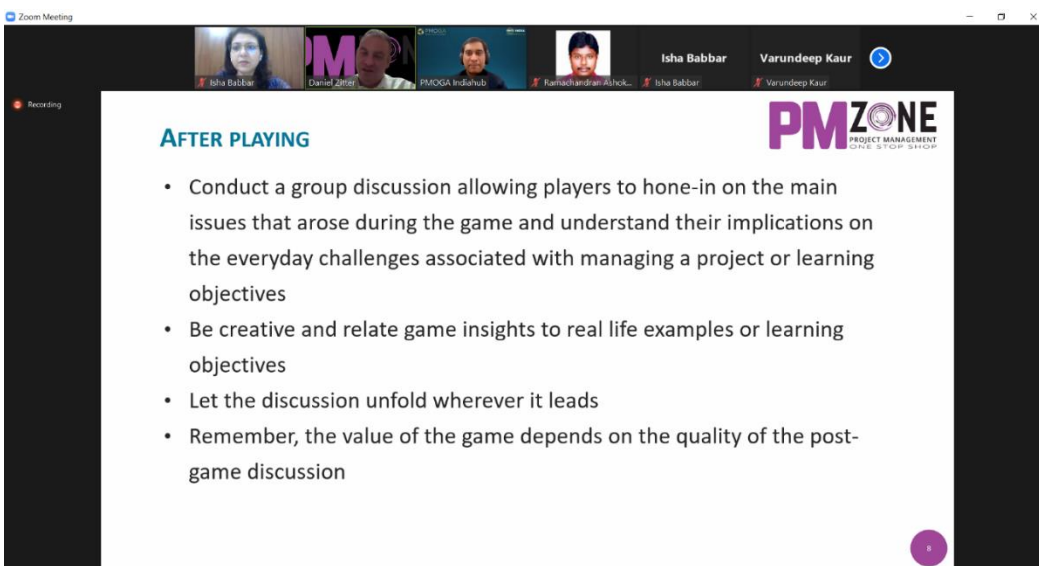 Zoom Meeting
Isha Babbar
Daniel Zitter
PMOGA Indiahub
Ramachandran Ashok...
Isha Babbar
Isha Babbar
Varundeep Kaur
Varundeep Kaur
Recording
PMZONE
PROJECT MANAGEMENT
ONE STOP SHOP
AFTER PLAYING
• Conduct a group discussion allowing players to hone-in on the main
issues that arose during the game and understand their implications on
the everyday challenges associated with managing a project or learning
objectives
• Be creative and relate game insights to real life examples or learning
objectives
• Let the discussion unfold wherever it leads
• Remember, the value of the game depends on the quality of the post-
game discussion
8